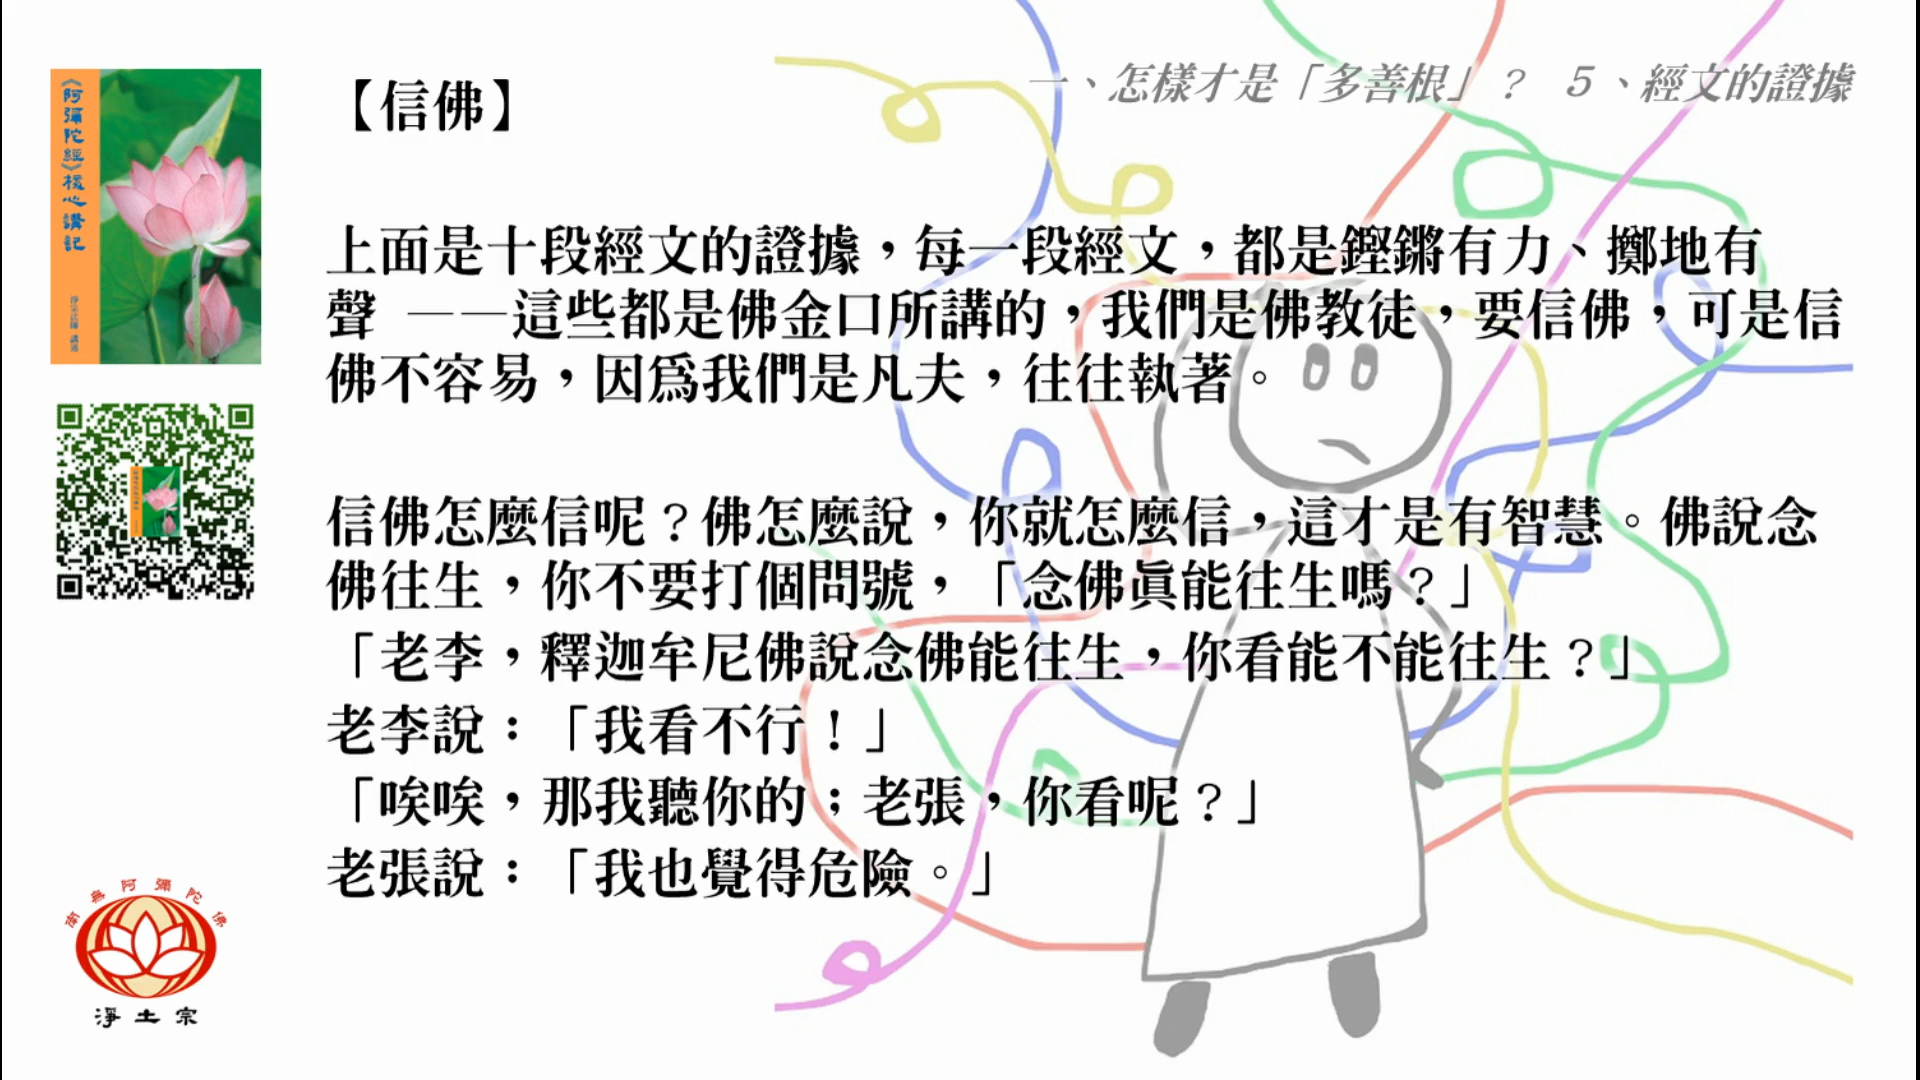 一、怎樣才是「多善根」？ 5、經文的證據
《阿彌陀經》核心講記
淨宗法師 講述
【信佛】
上面是十段經文的證據，每一段經文，都是鏗鏘有力、擲地有
聲 ——這些都是佛金口所講的，我們是佛教徒，要信佛，可是信
佛不容易，因爲我們是凡夫，往往執著。
信佛怎麼信呢？佛怎麼說，你就怎麼信，這才是有智慧。佛說念
佛往生，你不要打個問號，「念佛眞能往生嗎？」
「老李，釋迦牟尼佛說念佛能往生，你看能不能往生？」
老李說：「我看不行！」
「唉唉，那我聽你的；老張，你看呢？」
老張說：「我也覺得危險。」
南無阿彌陀佛
淨土宗